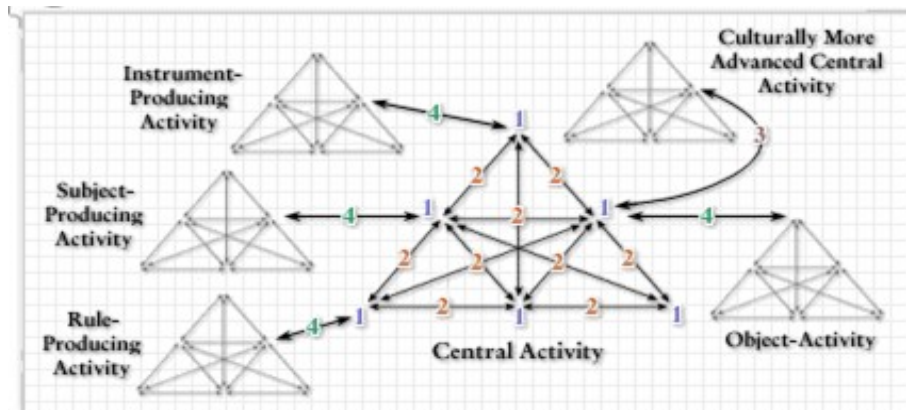 Instrument-
Producing
Activity
Culturally More
Advanced Central
Activity
4
1
3
2
2
Subject-
Producing
Activity
4
1
2
1
4
2
2
2
2
Rule-
Producing
Activity
4
1
2
1
2
1
Central Activity
Object-Activity